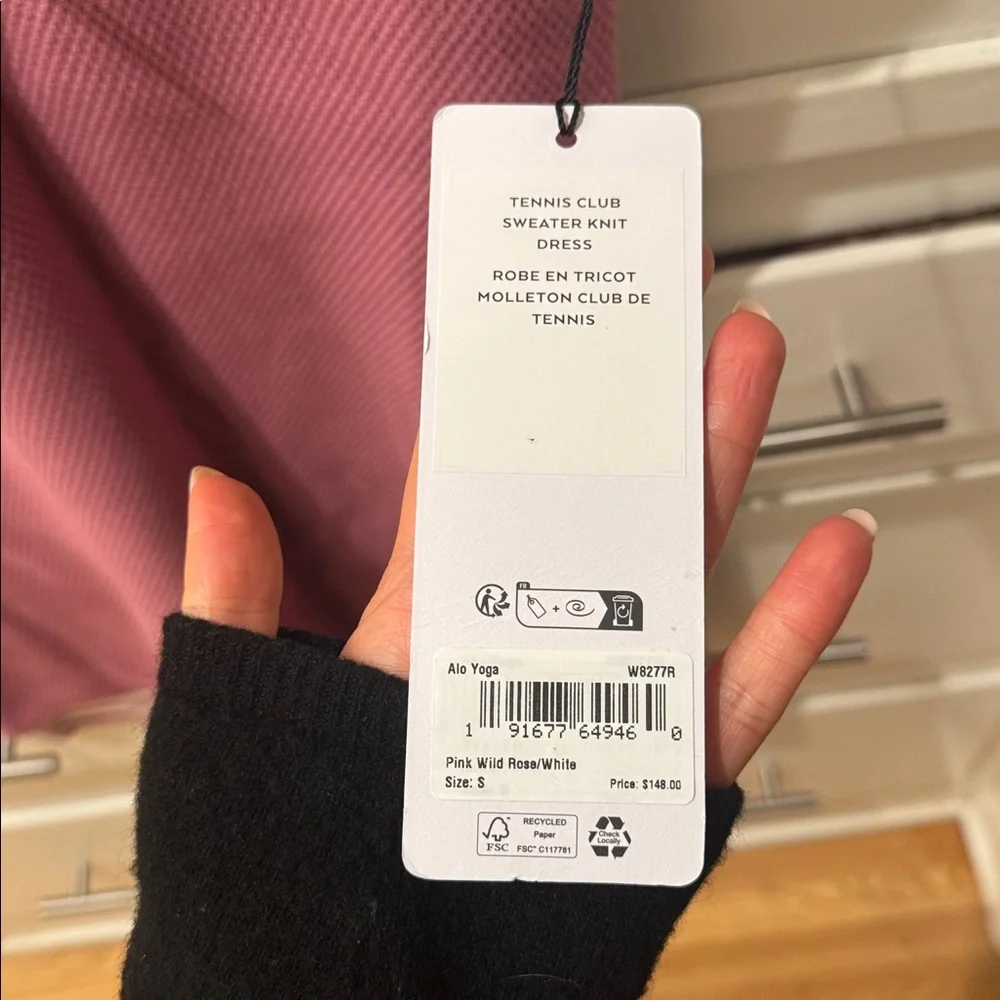 TENNIS CLUB
SWEATER KNIT
DRESS
ROBE EN TRICOT
MOLLETON CLUB DE
TENNIS
FR
+
Alo Yoga W8277R
1 91677 64946 0
Pink Wild Rose/White
Size: S Price: $148.00
FSC™ RECYCLED
Paper
FSC® C117781
Check
Locally